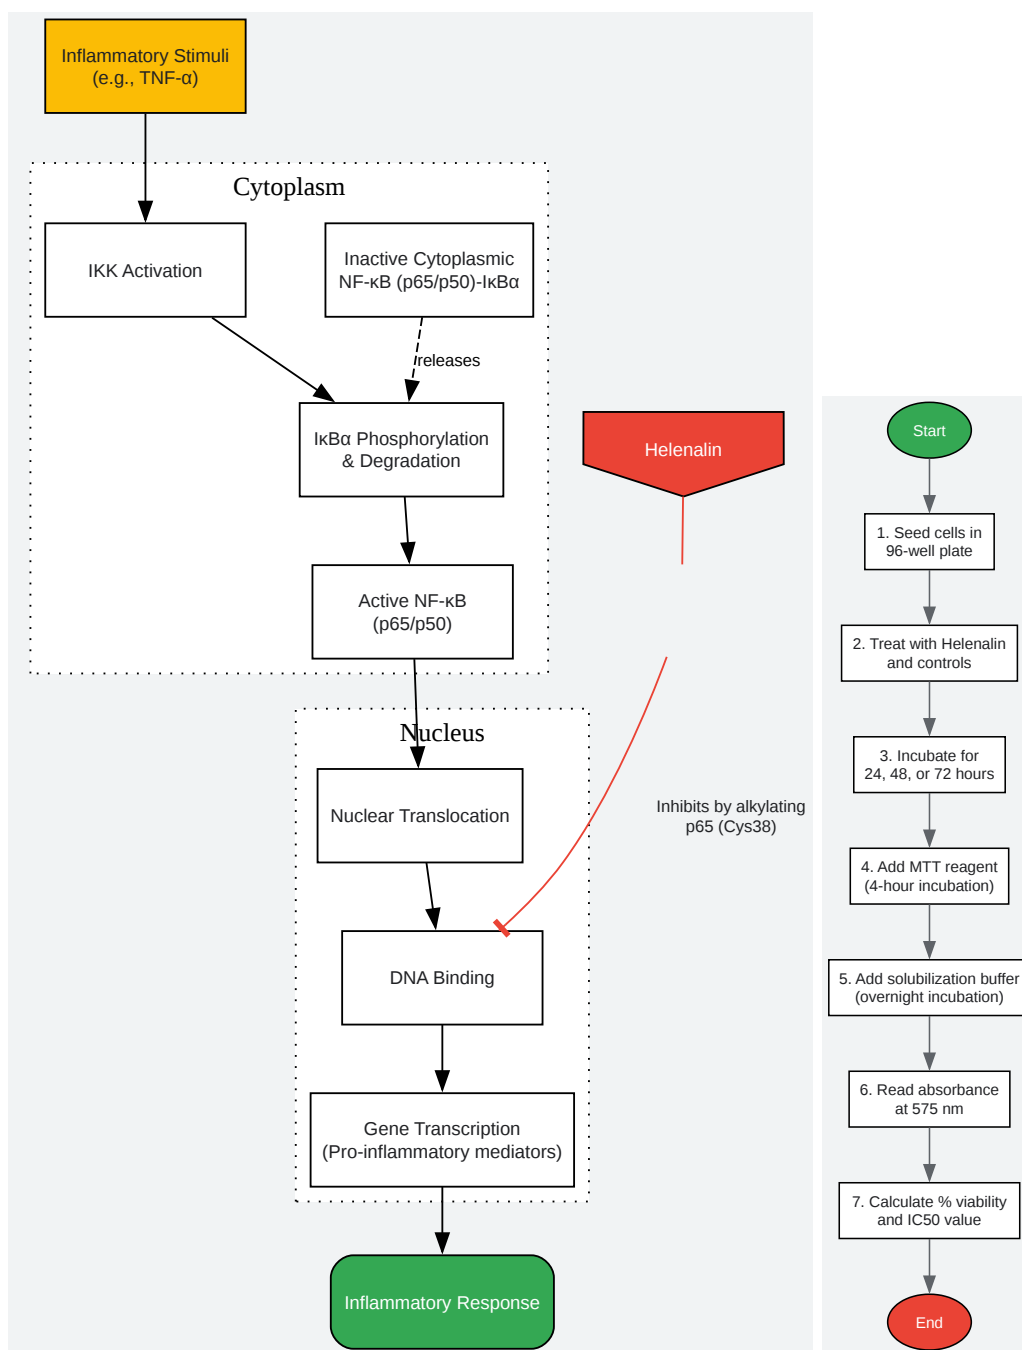 Inflammatory Stimuli
(e.g., TNF-α)
Cytoplasm
IKK Activation
Inactive Cytoplasmic
NF-κB (p65/p50)-IκBα
releases
IκBα Phosphorylation
& Degradation
Helenalin
Active NF-κB
(p65/p50)
Nucleus
Nuclear Translocation
Inhibits by alkylating
p65 (Cys38)
DNA Binding
Gene Transcription
(Pro-inflammatory mediators)
Inflammatory Response
Start
1. Seed cells in
96-well plate
2. Treat with Helenalin
and controls
3. Incubate for
24, 48, or 72 hours
4. Add MTT reagent
(4-hour incubation)
5. Add solubilization buffer
(overnight incubation)
6. Read absorbance
at 575 nm
7. Calculate % viability
and IC50 value
End